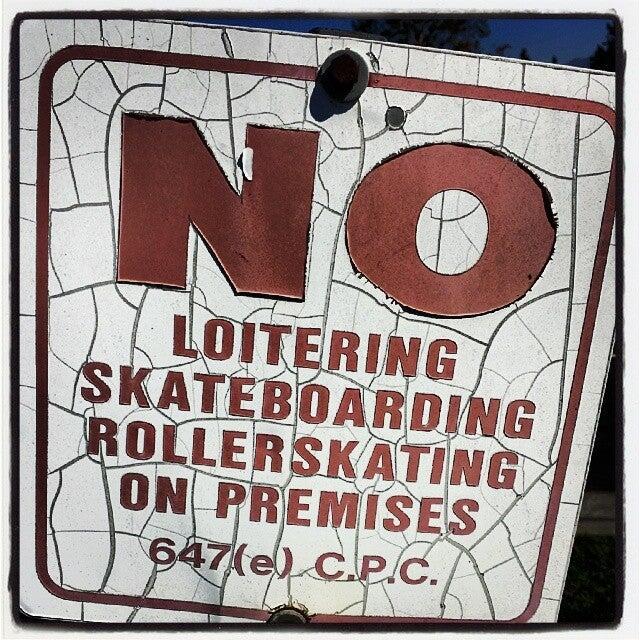 NO
LOITERING
SKATEBOARDING
ROLLERSKATING
ON PREMISES
647(e) C.P.C.